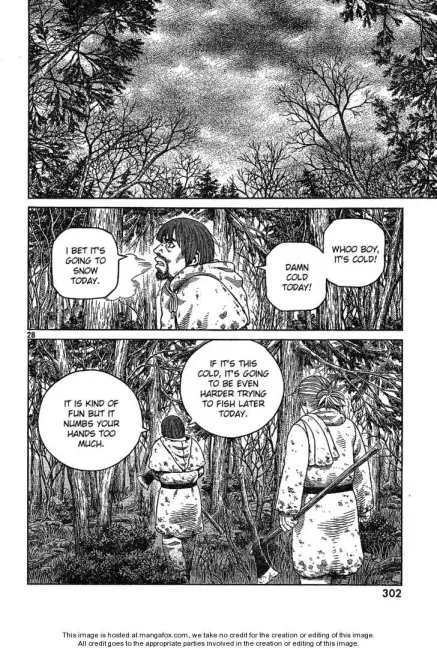 WHOO BOY,
IT'S COLD!
DAMN
COLD
TODAY!
I BET IT'S
GOING TO
SNOW
TODAY.
28
IF IT'S THIS
COLD, IT'S GOING
TO BE EVEN
HARDER TRYING
TO FISH LATER
TODAY.
IT IS KIND OF
FUN BUT IT
NUMBS YOUR
HANDS TOO
MUCH.
302
This image is hosted at mangafox.com, we take no credit for the creation or editing of this image.
All credit goes to the appropriate parties involved in the creation or editing of this image.